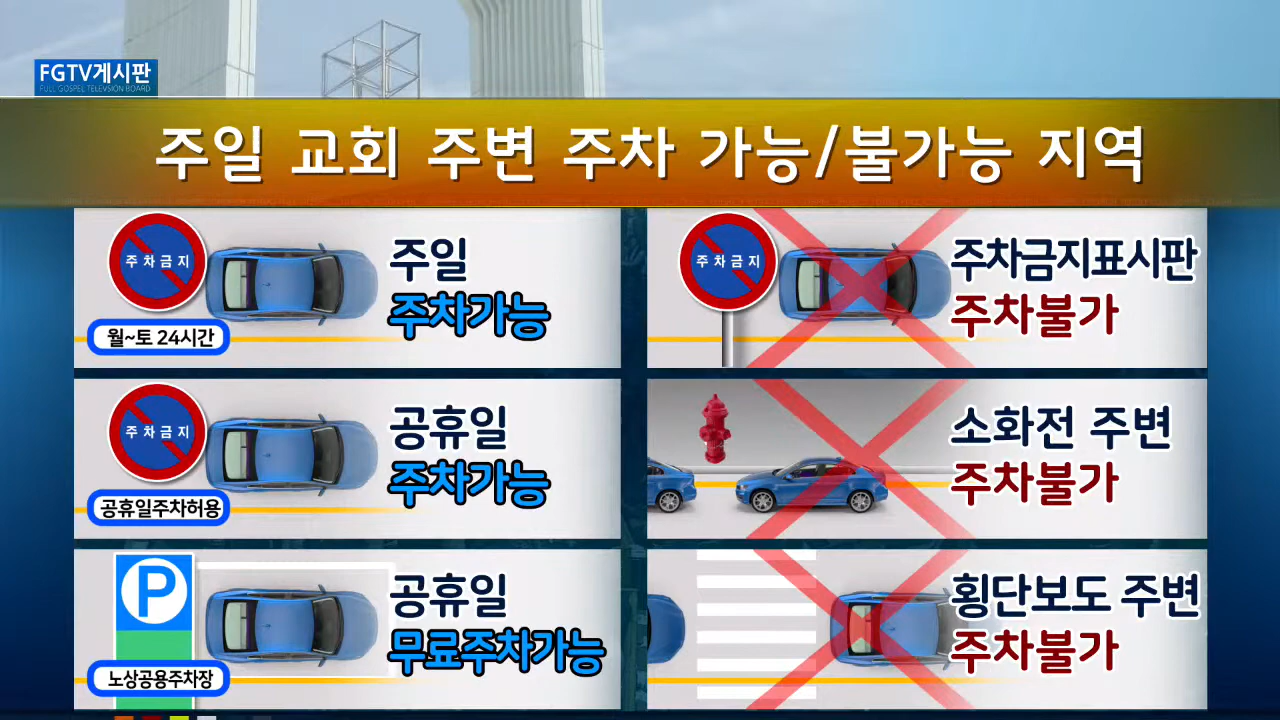 FGTV게시판
FULL GOSPEL TELEVISION BOARD
주일 교회 주변 주차 가능/불가능 지역
주차금지
월~토 24시간
주일
주차가능
주차금지
주차금지표시판
주차불가
주차금지
공휴일주차허용
공휴일
주차가능
소화전 주변
주차불가
P
노상공용주차장
공휴일
무료주차가능
횡단보도 주변
주차불가